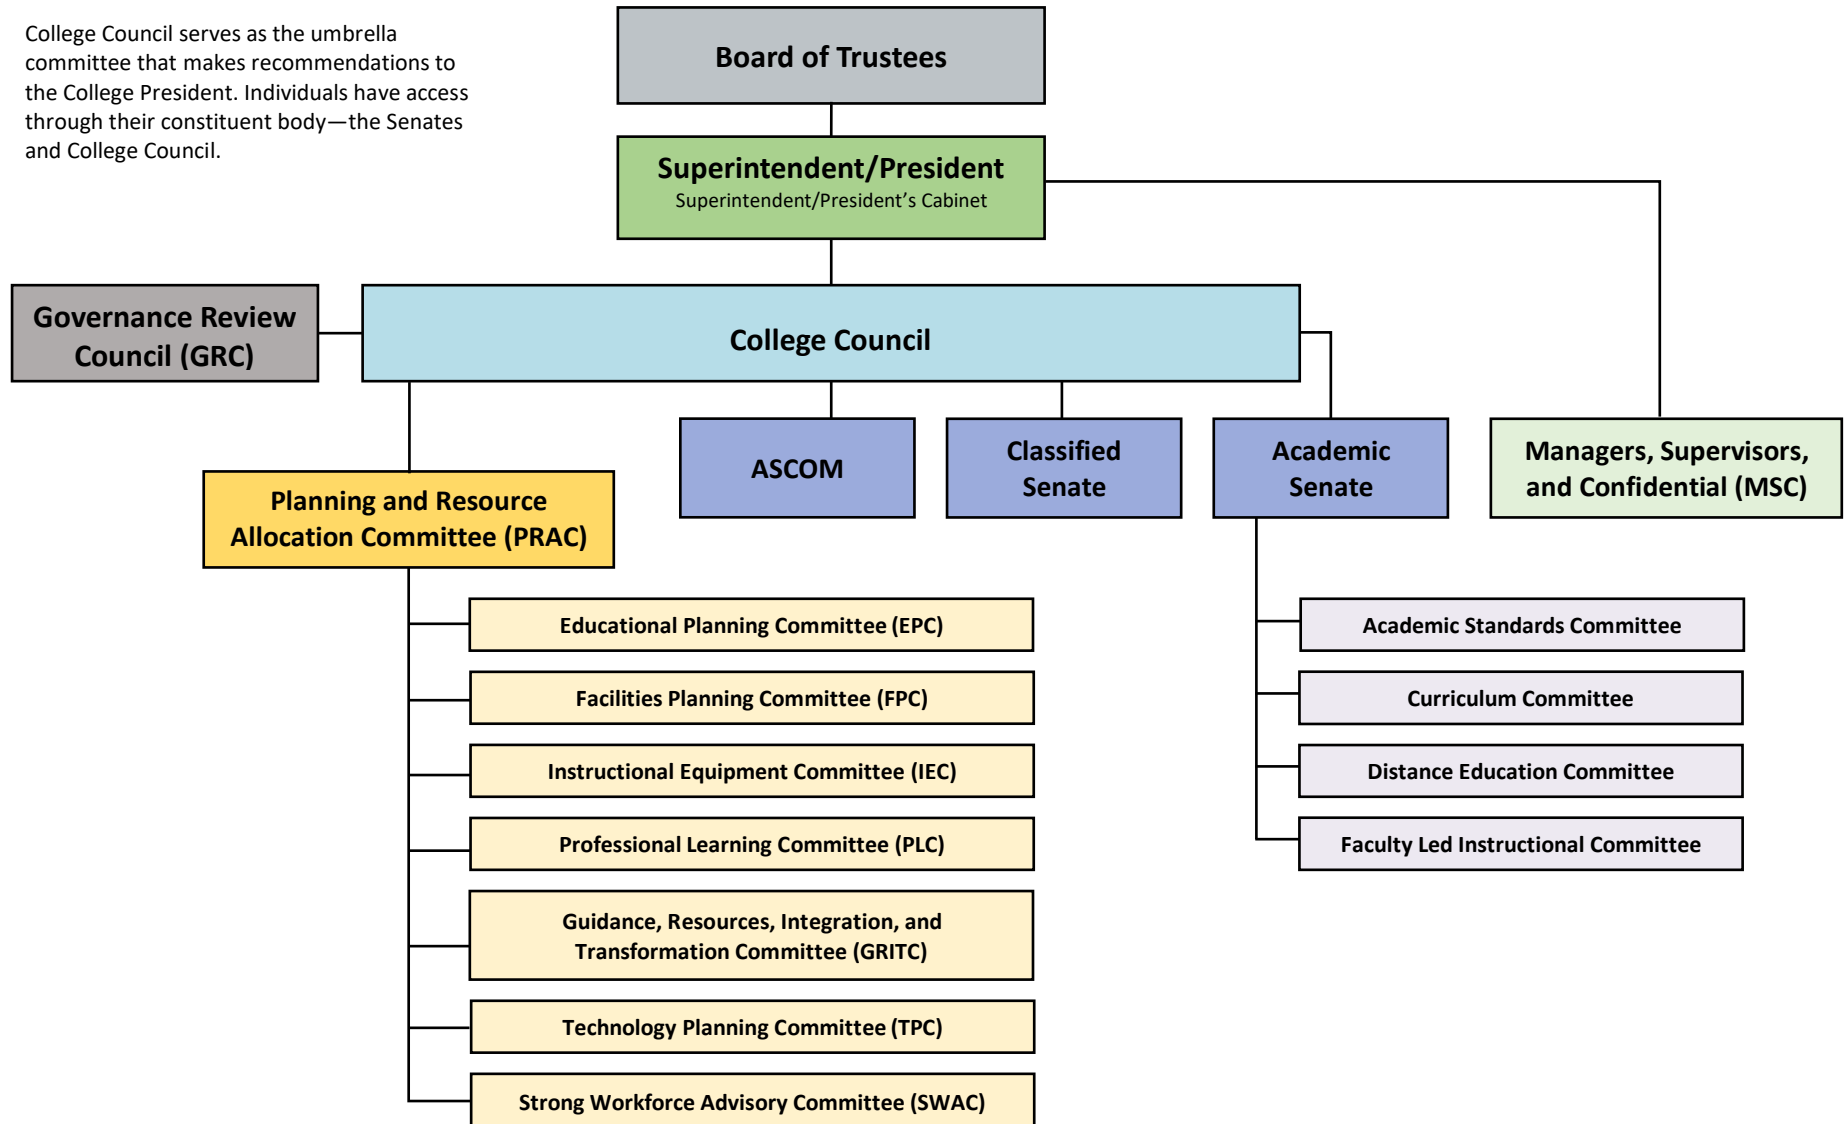 College Council serves as the umbrella
committee that makes recommendations to
the College President. Individuals have access
through their constituent body—the Senates
and College Council.
Board of Trustees
Superintendent/President
Superintendent/President's Cabinet
Governance Review
Council (GRC)
College Council
ASCOM
Classified
Senate
Academic
Senate
Managers, Supervisors,
and Confidential (MSC)
Planning and Resource
Allocation Committee (PRAC)
Educational Planning Committee (EPC)
Facilities Planning Committee (FPC)
Instructional Equipment Committee (IEC)
Professional Learning Committee (PLC)
Guidance, Resources, Integration, and
Transformation Committee (GRITC)
Technology Planning Committee (TPC)
Strong Workforce Advisory Committee (SWAC)
Academic Standards Committee
Curriculum Committee
Distance Education Committee
Faculty Led Instructional Committee